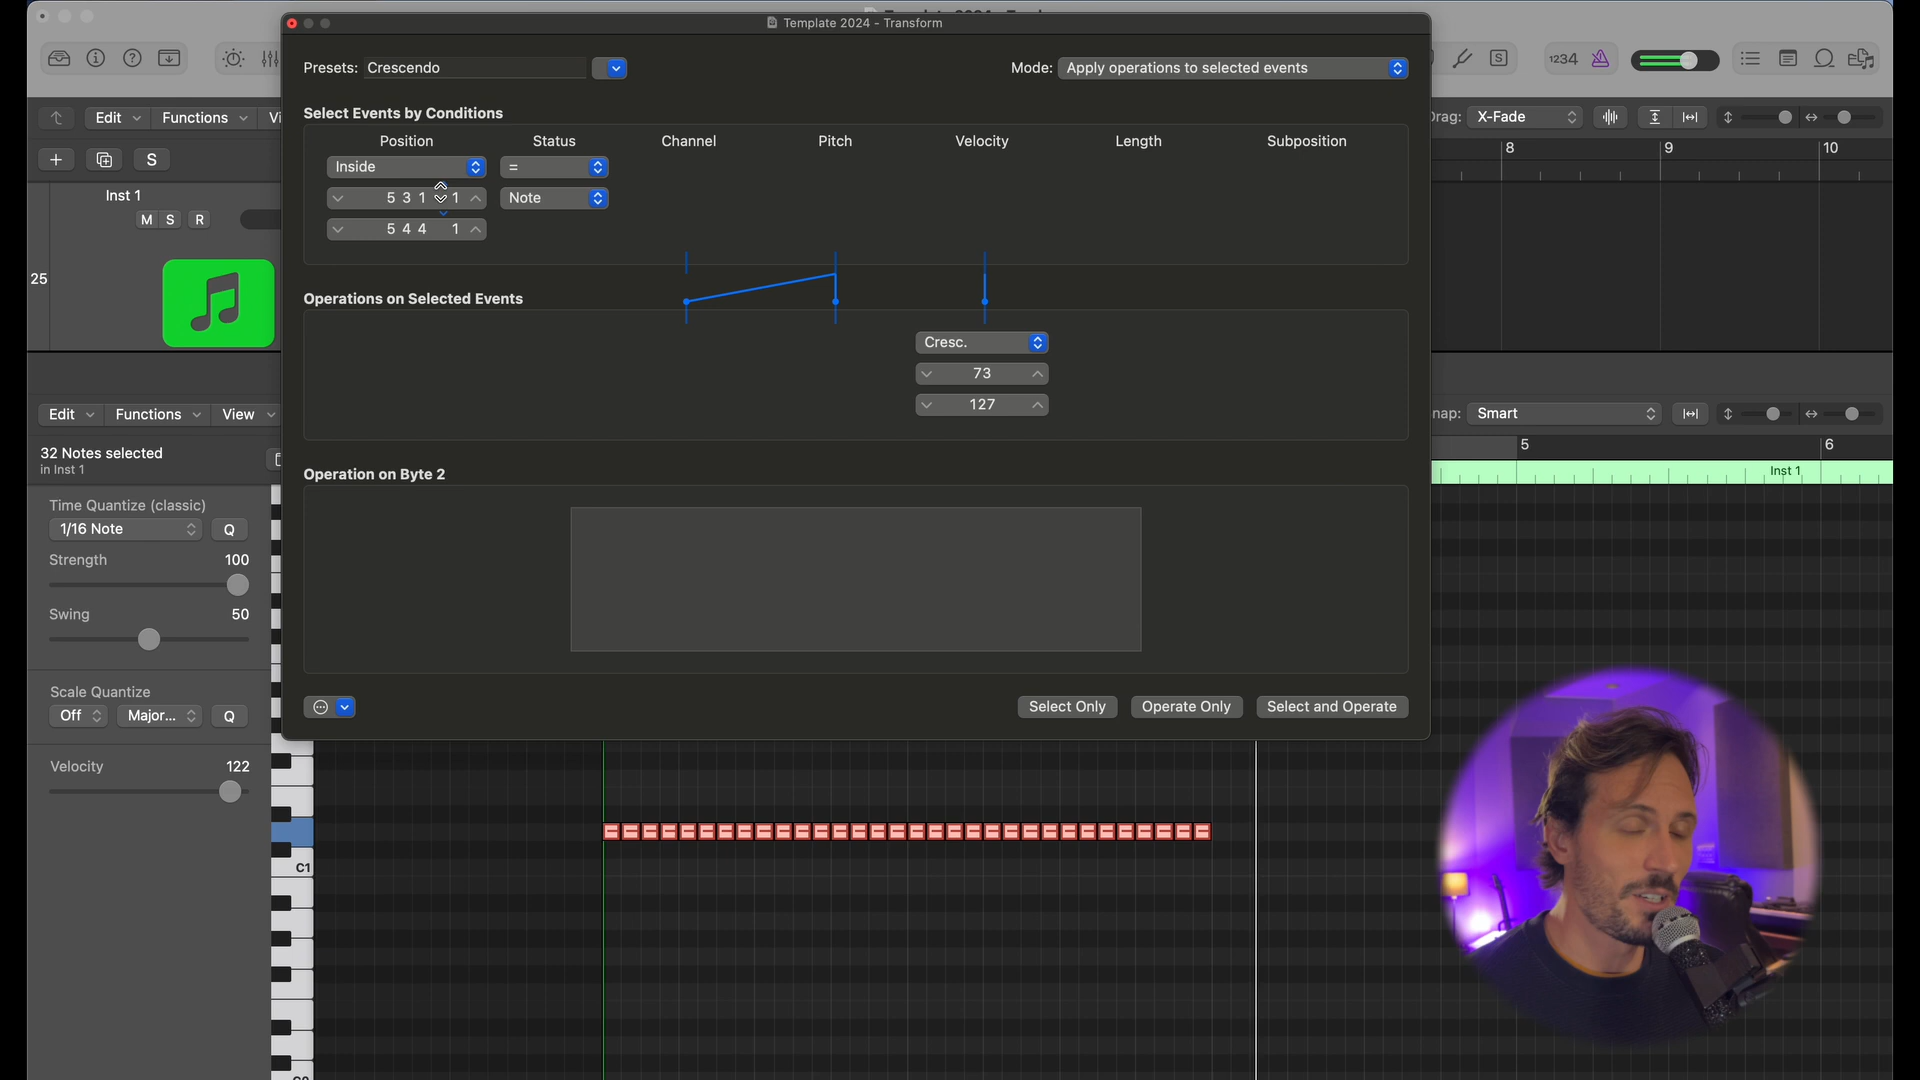 Template 2024 - Transform
Presets: Crescendo
Mode: Apply operations to selected events
1234
S
Select Events by Conditions
Edit
Functions
Drag:
X-Fade
Position
Status
Channel
Pitch
Velocity
Length
Subposition
8
9
10
S
Inside
=
Inst 1
5 3 1 1
Note
M S R
5 4 4 1
25
Operations on Selected Events
Cresc.
73
127
Edit
Functions
View
Smart
32 Notes selected
in Inst 1
5
6
Operation on Byte 2
Inst 1
Time Quantize (classic)
1/16 Note
Q
Strength
100
Swing
50
Scale Quantize
Off
Major...
Q
Select Only
Operate Only
Select and Operate
Velocity
122
C1